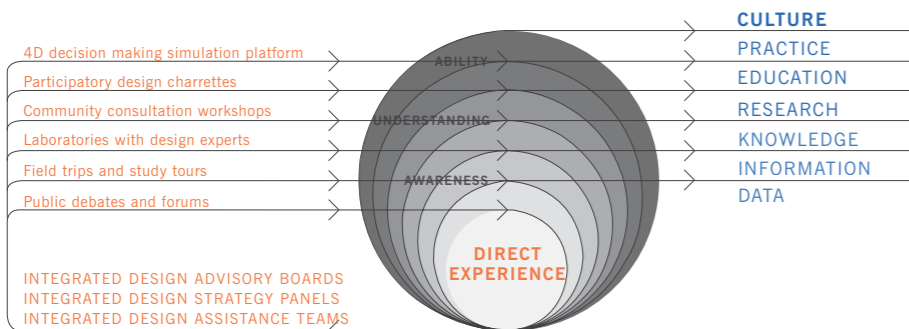 CULTURE
4D decision making simulation platform
ABILITY
PRACTICE
Participatory design charrettes
EDUCATION
Community consultation workshops
UNDERSTANDING
RESEARCH
Laboratories with design experts
KNOWLEDGE
Field trips and study tours
AWARENESS
INFORMATION
Public debates and forums
DATA
DIRECT
EXPERIENCE
INTEGRATED DESIGN ADVISORY BOARDS
INTEGRATED DESIGN STRATEGY PANELS
INTEGRATED DESIGN ASSISTANCE TEAMS